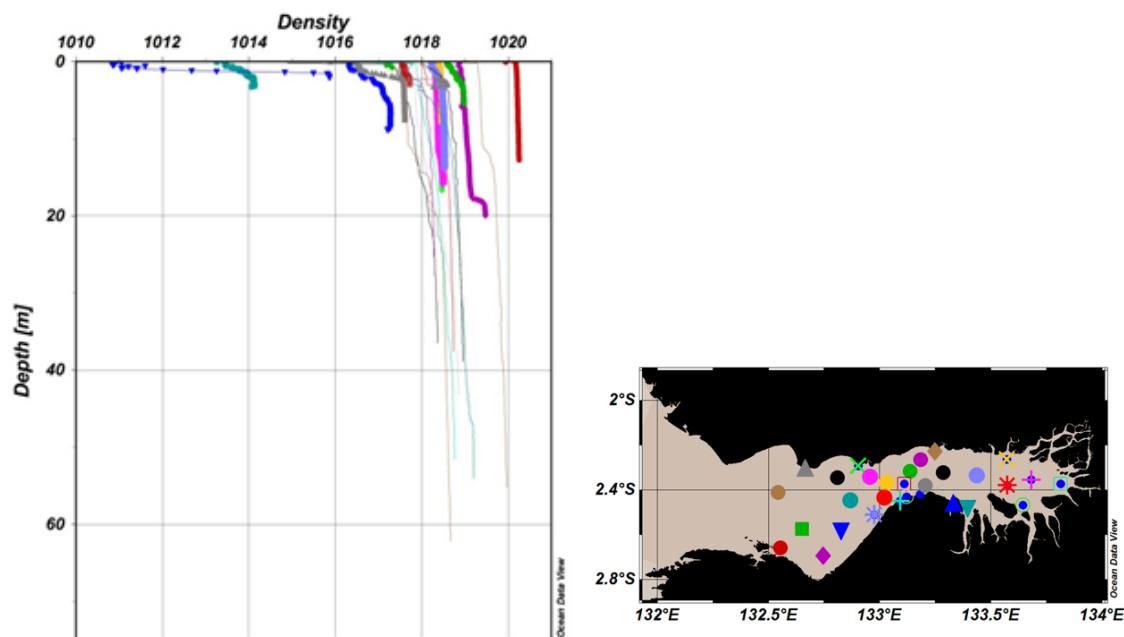 Density
1010 1012 1014 1016 1018 1020
0
20
Depth [m]
40
60
Ocean Data View
2°S
2.4°S
2.8°S
132°E 132.5°E 133°E 133.5°E 134°E
Ocean Data View